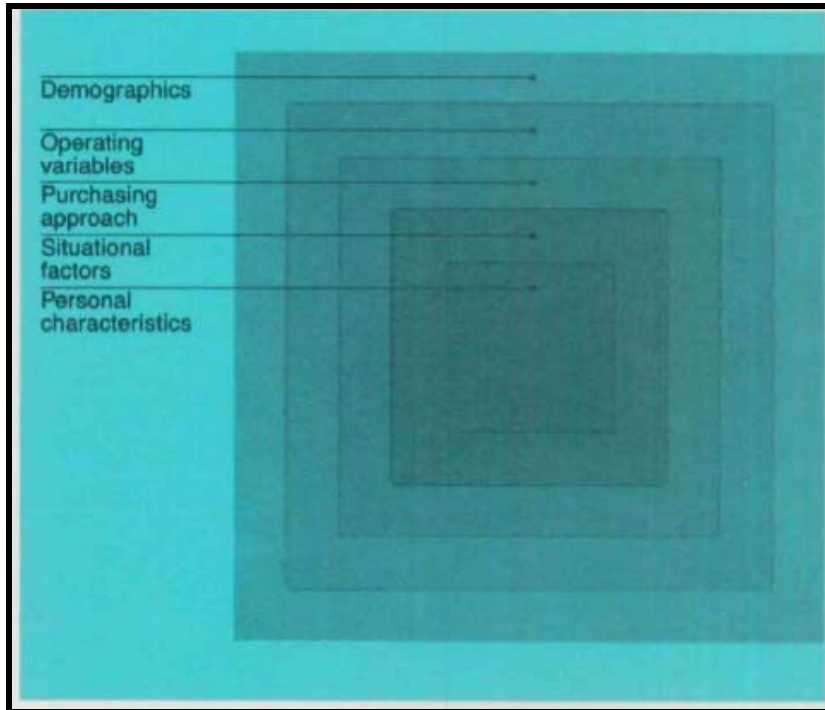 Demographics
Operating
variables
Purchasing
approach
Situational
factors
Personal
characteristics